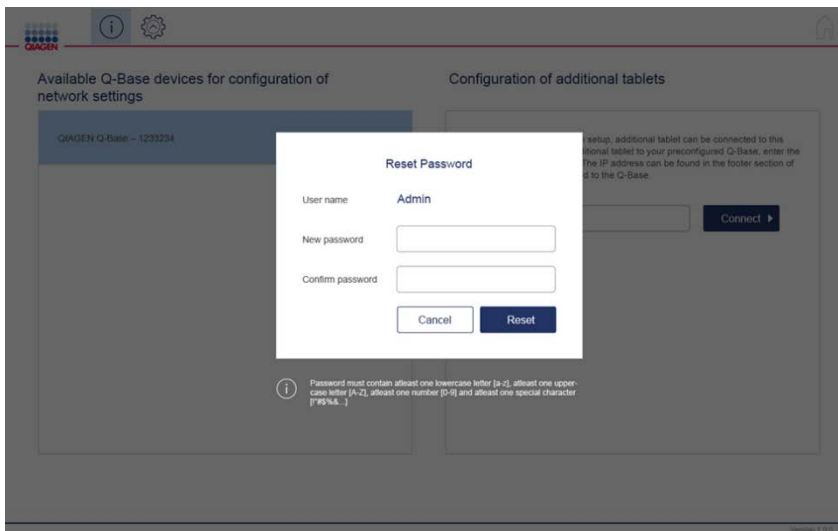 QIAGEN
Available Q-Base devices for configuration of
network settings
QIAGEN Q-Base – 1233234
Configuration of additional tablets
setup, additional tablet can be connected to this
tional tablet to your preconfigured Q-Base, enter the
The IP address can be found in the footer section of
d to the Q-Base.
Connect
Reset Password
User name Admin
New password
Confirm password
Cancel Reset
Password must contain atleast one lowercase letter [a-z], atleast one upper-
case letter [A-Z], atleast one number [0-9] and atleast one special character
[!"#$%&...]